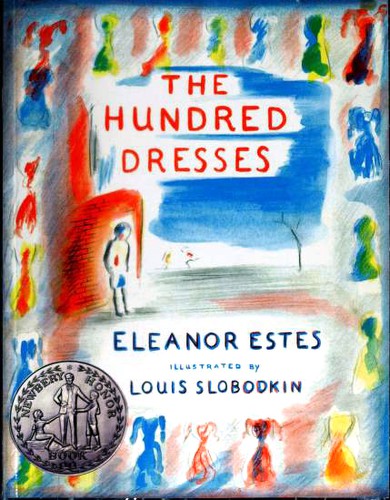 THE
HUNDRED
DRESSES
ELEANOR ESTES
ILLUSTRATED BY
LOUIS SLOBODKIN
NEWBERY HONOR
BOOK